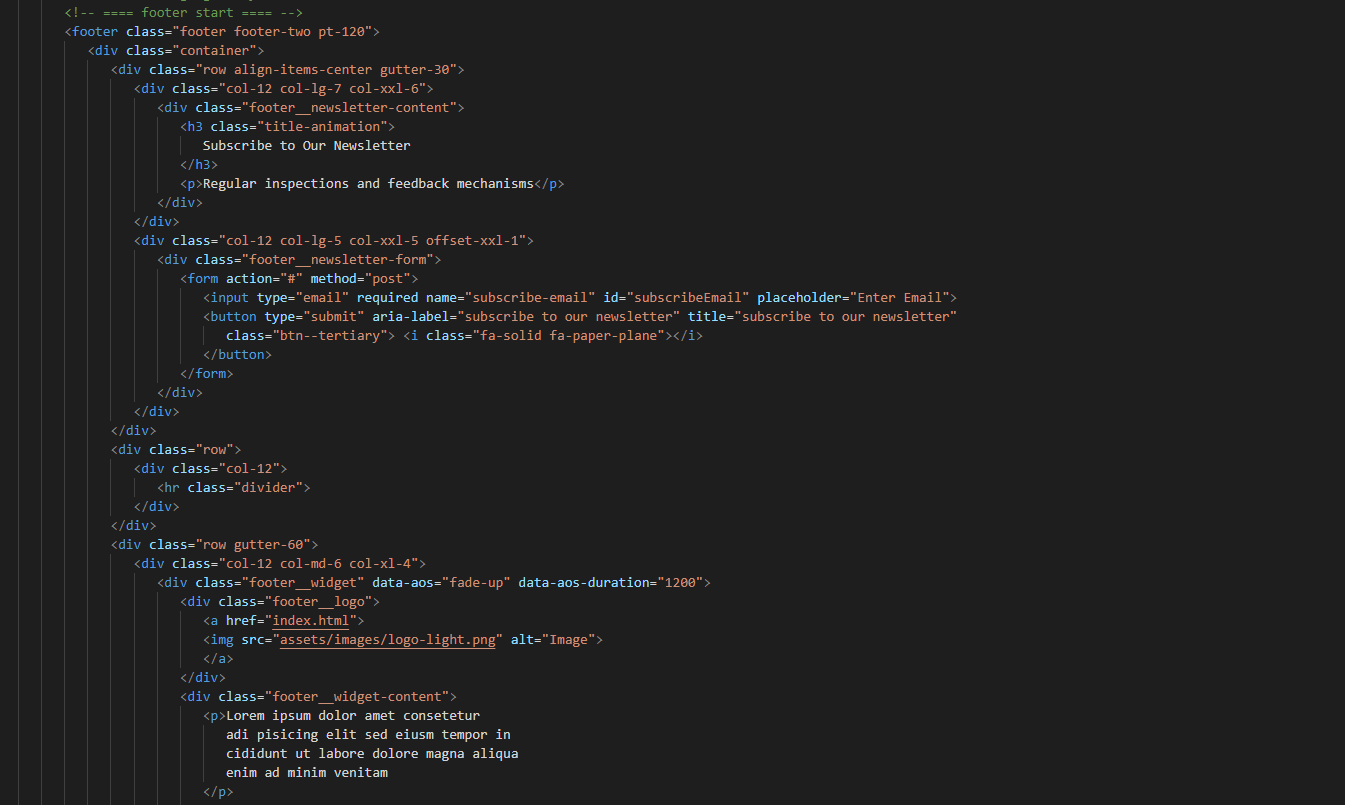 <!-- ==== footer start ==== -->
<footer class="footer footer-two pt-120">
<div class="container">
<div class="row align-items-center gutter-30">
<div class="col-12 col-lg-7 col-xxl-6">
<div class="footer__newsletter-content">
<h3 class="title-animation">
Subscribe to Our Newsletter
</h3>
<p>Regular inspections and feedback mechanisms</p>
</div>
</div>
<div class="col-12 col-lg-5 col-xxl-5 offset-xxl-1">
<div class="footer__newsletter-form">
<form action="#" method="post">
<input type="email" required name="subscribe-email" id="subscribeEmail" placeholder="Enter Email">
<button type="submit" aria-label="subscribe to our newsletter" title="subscribe to our newsletter"
class="btn--tertiary"> <i class="fa-solid fa-paper-plane"></i>
</button>
</form>
</div>
</div>
</div>
<div class="row">
<div class="col-12">
<hr class="divider">
</div>
</div>
<div class="row gutter-60">
<div class="col-12 col-md-6 col-xl-4">
<div class="footer__widget" data-aos="fade-up" data-aos-duration="1200">
<div class="footer__logo">
<a href="index.html">
<img src="assets/images/logo-light.png" alt="Image">
</a>
</div>
<div class="footer__widget-content">
<p>Lorem ipsum dolor amet consetetur
adi pisicing elit sed eiusm tempor in
cididunt ut labore dolore magna aliqua
enim ad minim venitam
</p>